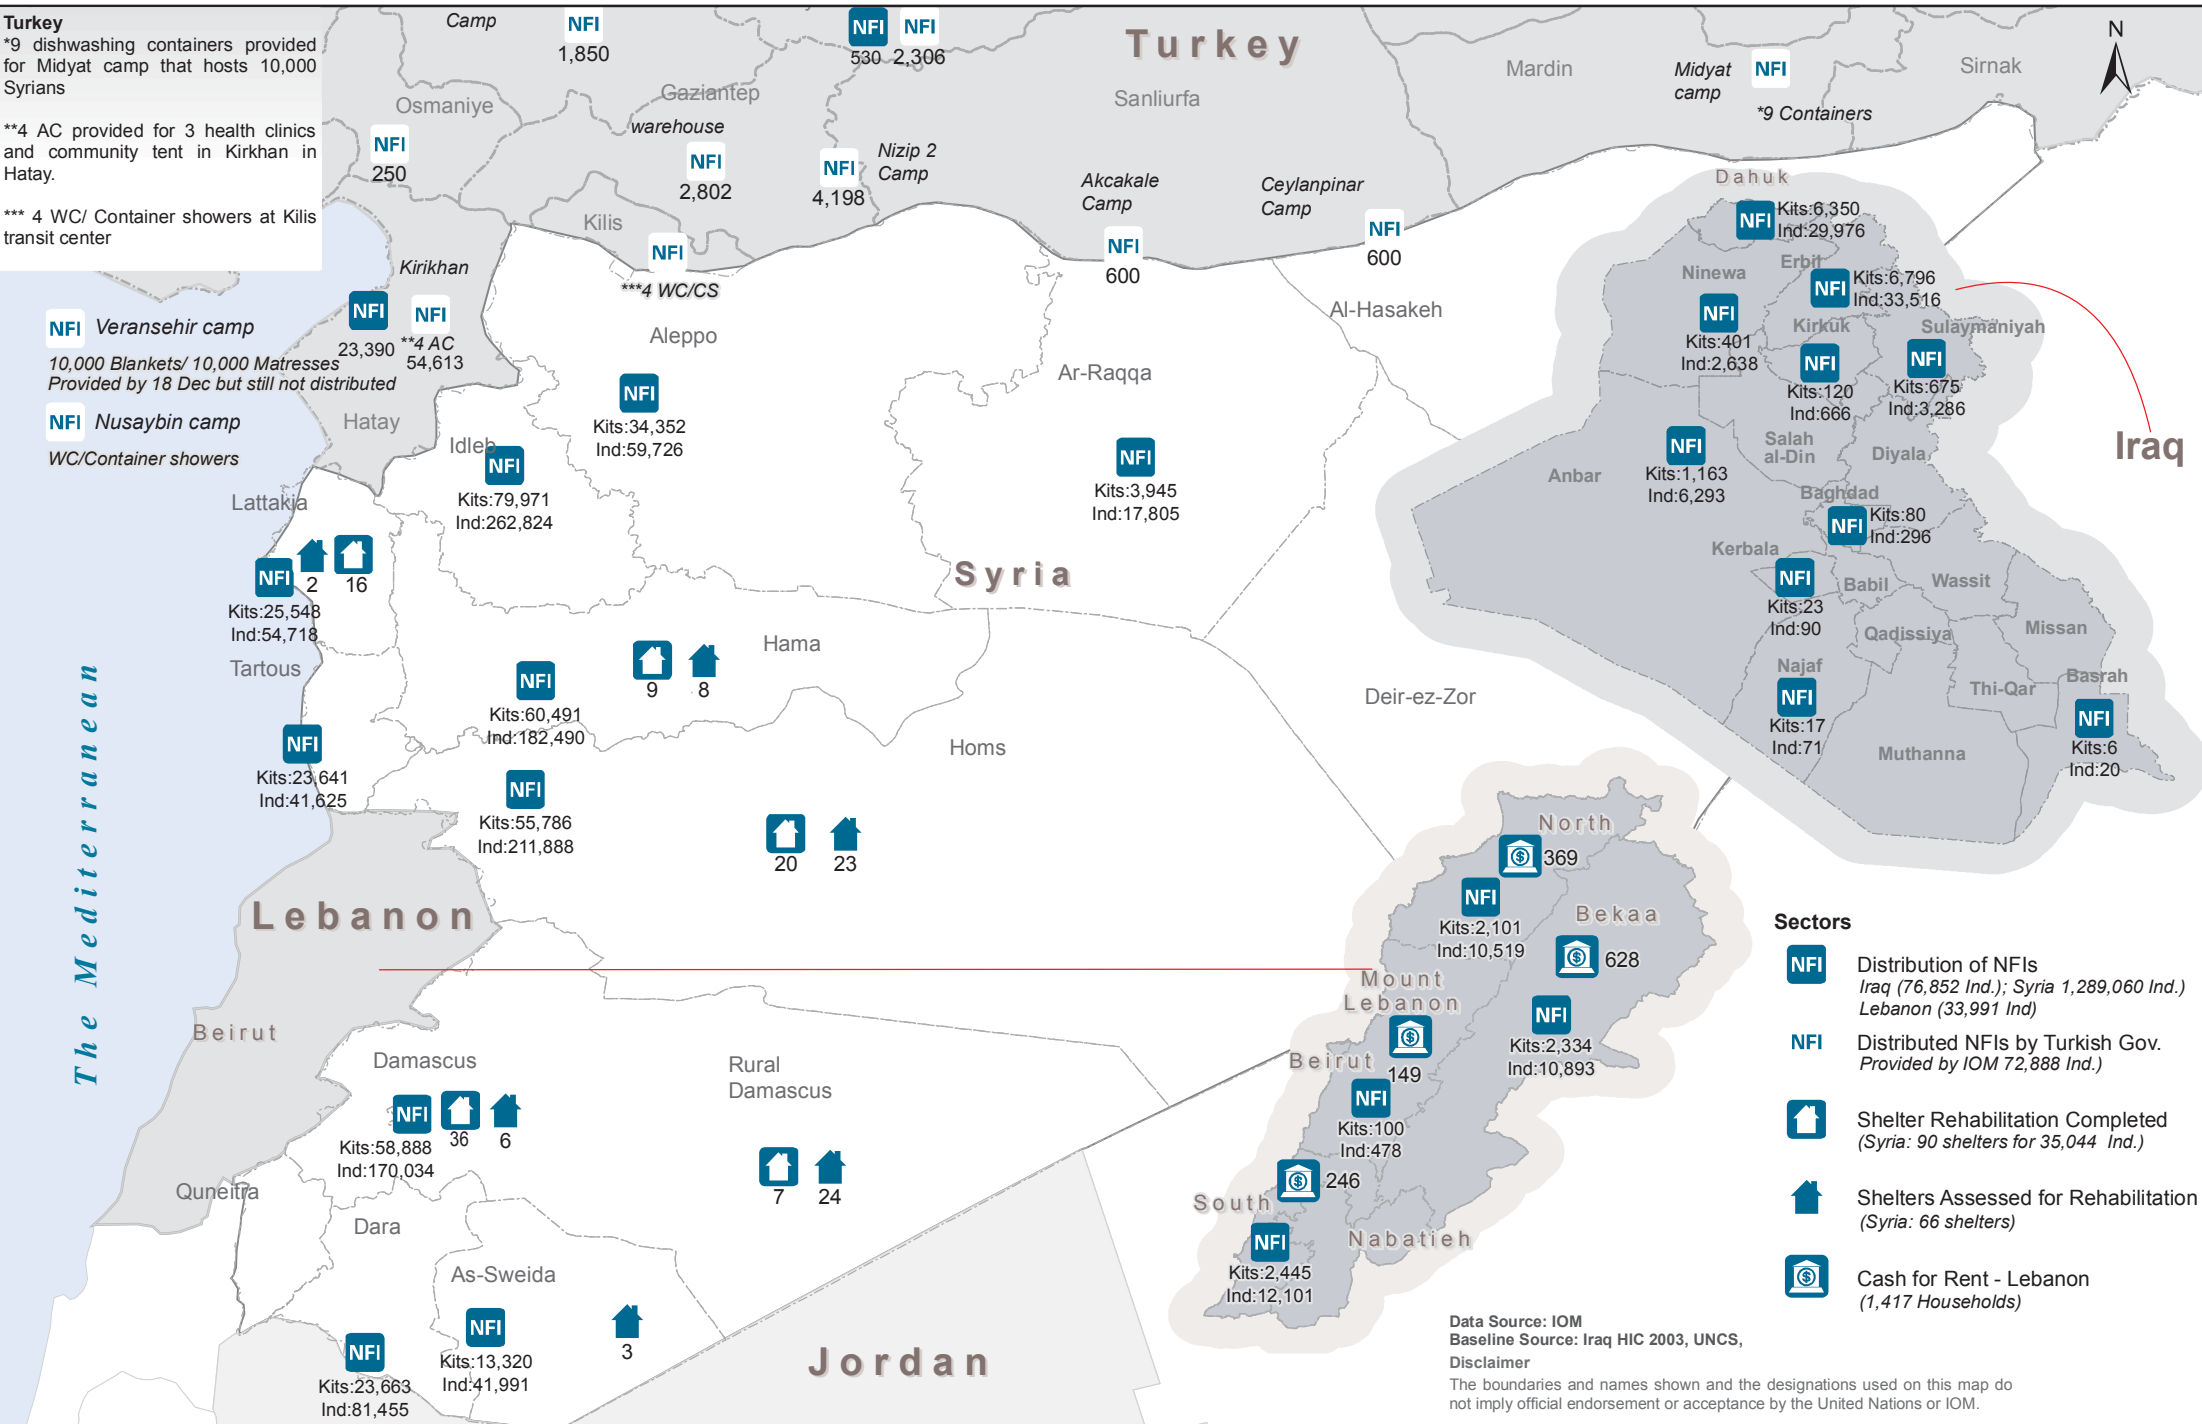 Turkey
*9 dishwashing containers provided
for Midyat camp that hosts 10,000
Syrians
**4 AC provided for 3 health clinics
and community tent in Kirkhan in
Hatay.
*** 4 WC/ Container showers at Kilis
transit center
NFI Veransehir camp
10,000 Blankets/ 10,000 Matresses
Provided by 18 Dec but still not distributed
NFI Nusaybin camp
WC/Container showers
The Mediterranean
Turkey
Camp
NFI
1,850
NFI
530
NFI
2,306
Osmaniye
NFI
250
Gaziantep
warehouse
NFI
2,802
NFI
4,198
Nizip 2
Camp
Sanliurfa
Akcakale
Camp
NFI
600
Ceylanpinar
Camp
NFI
600
Mardin
Midyat
camp
NFI
*9 Containers
Sirnak
N
Kilis
NFI
***4 WC/CS
Kirikhan
NFI
23,390
NFI
**4 AC
54,613
Hatay
Syria
Aleppo
NFI
Kits:34,352
Ind:59,726
Idleb
NFI
Kits:79,971
Ind:262,824
Ar-Raqqa
NFI
Kits:3,945
Ind:17,805
Al-Hasakeh
Deir-ez-Zor
Lattakia
NFI
2
16
Kits:25,548
Ind:54,718
Tartous
NFI
Kits:23,641
Ind:41,625
Hama
NFI
Kits:60,491
Ind:182,490
9
8
Homs
NFI
Kits:55,786
Ind:211,888
20
23
Lebanon
Beirut
Damascus
NFI
36
6
Kits:58,888
Ind:170,034
Rural
Damascus
7
24
Quneitra
Dara
NFI
Kits:23,663
Ind:81,455
As-Sweida
NFI
Kits:13,320
Ind:41,991
3
Jordan
Iraq
Dahuk
NFI
Kits:6,350
Ind:29,976
Ninewa
NFI
Kits:401
Ind:2,638
Erbil
NFI
Kits:6,796
Ind:33,516
Kirkuk
NFI
Kits:120
Ind:666
Sulaymaniyah
NFI
Kits:675
Ind:3,286
Anbar
NFI
Kits:1,163
Ind:6,293
Salah
al-Din
Diyala
Baghdad
NFI
Kits:80
Ind:296
Kerbala
NFI
Kits:23
Ind:90
Babil
Wassit
Qadissiya
Missan
Najaf
NFI
Kits:17
Ind:71
Thi-Qar
Muthanna
Basrah
NFI
Kits:6
Ind:20
North
369
NFI
Kits:2,101
Ind:10,519
Bekaa
628
NFI
Kits:2,334
Ind:10,893
Mount
Lebanon
149
Beirut
NFI
Kits:100
Ind:478
South
246
NFI
Kits:2,445
Ind:12,101
Nabatieh
Sectors
NFI Distribution of NFIs
Iraq (76,852 Ind.); Syria 1,289,060 Ind.)
Lebanon (33,991 Ind)
NFI Distributed NFIs by Turkish Gov.
Provided by IOM 72,888 Ind.)
Shelter Rehabilitation Completed
(Syria: 90 shelters for 35,044 Ind.)
Shelters Assessed for Rehabilitation
(Syria: 66 shelters)
Cash for Rent - Lebanon
(1,417 Households)
Data Source: IOM
Baseline Source: Iraq HIC 2003, UNCS,
Disclaimer
The boundaries and names shown and the designations used on this map do
not imply official endorsement or acceptance by the United Nations or IOM.